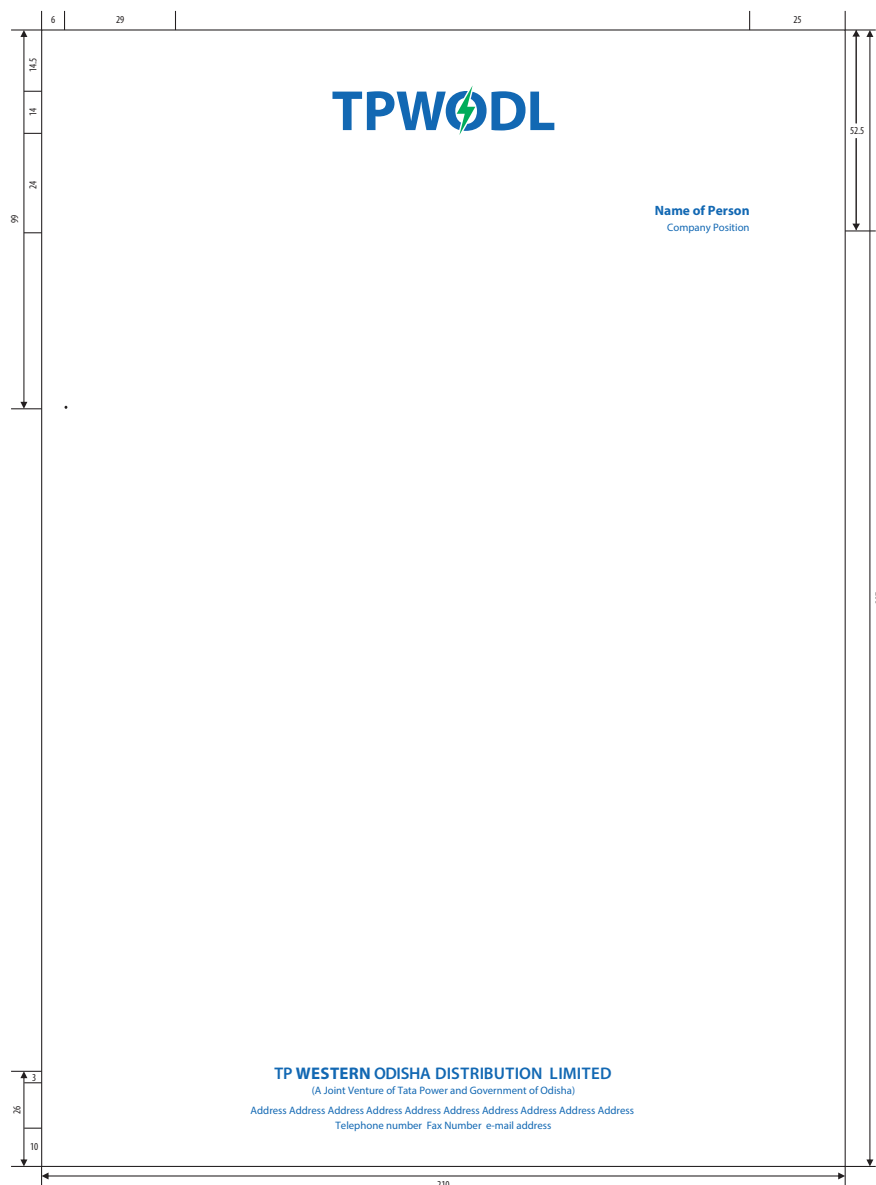 6 29 25
14.5
14
52.5
24
99
TPWODL
Name of Person
Company Position
TP WESTERN ODISHA DISTRIBUTION LIMITED
(A Joint Venture of Tata Power and Government of Odisha)
Address Address Address Address Address Address Address Address Address Address
Telephone number Fax Number e-mail address
3
26
10
210